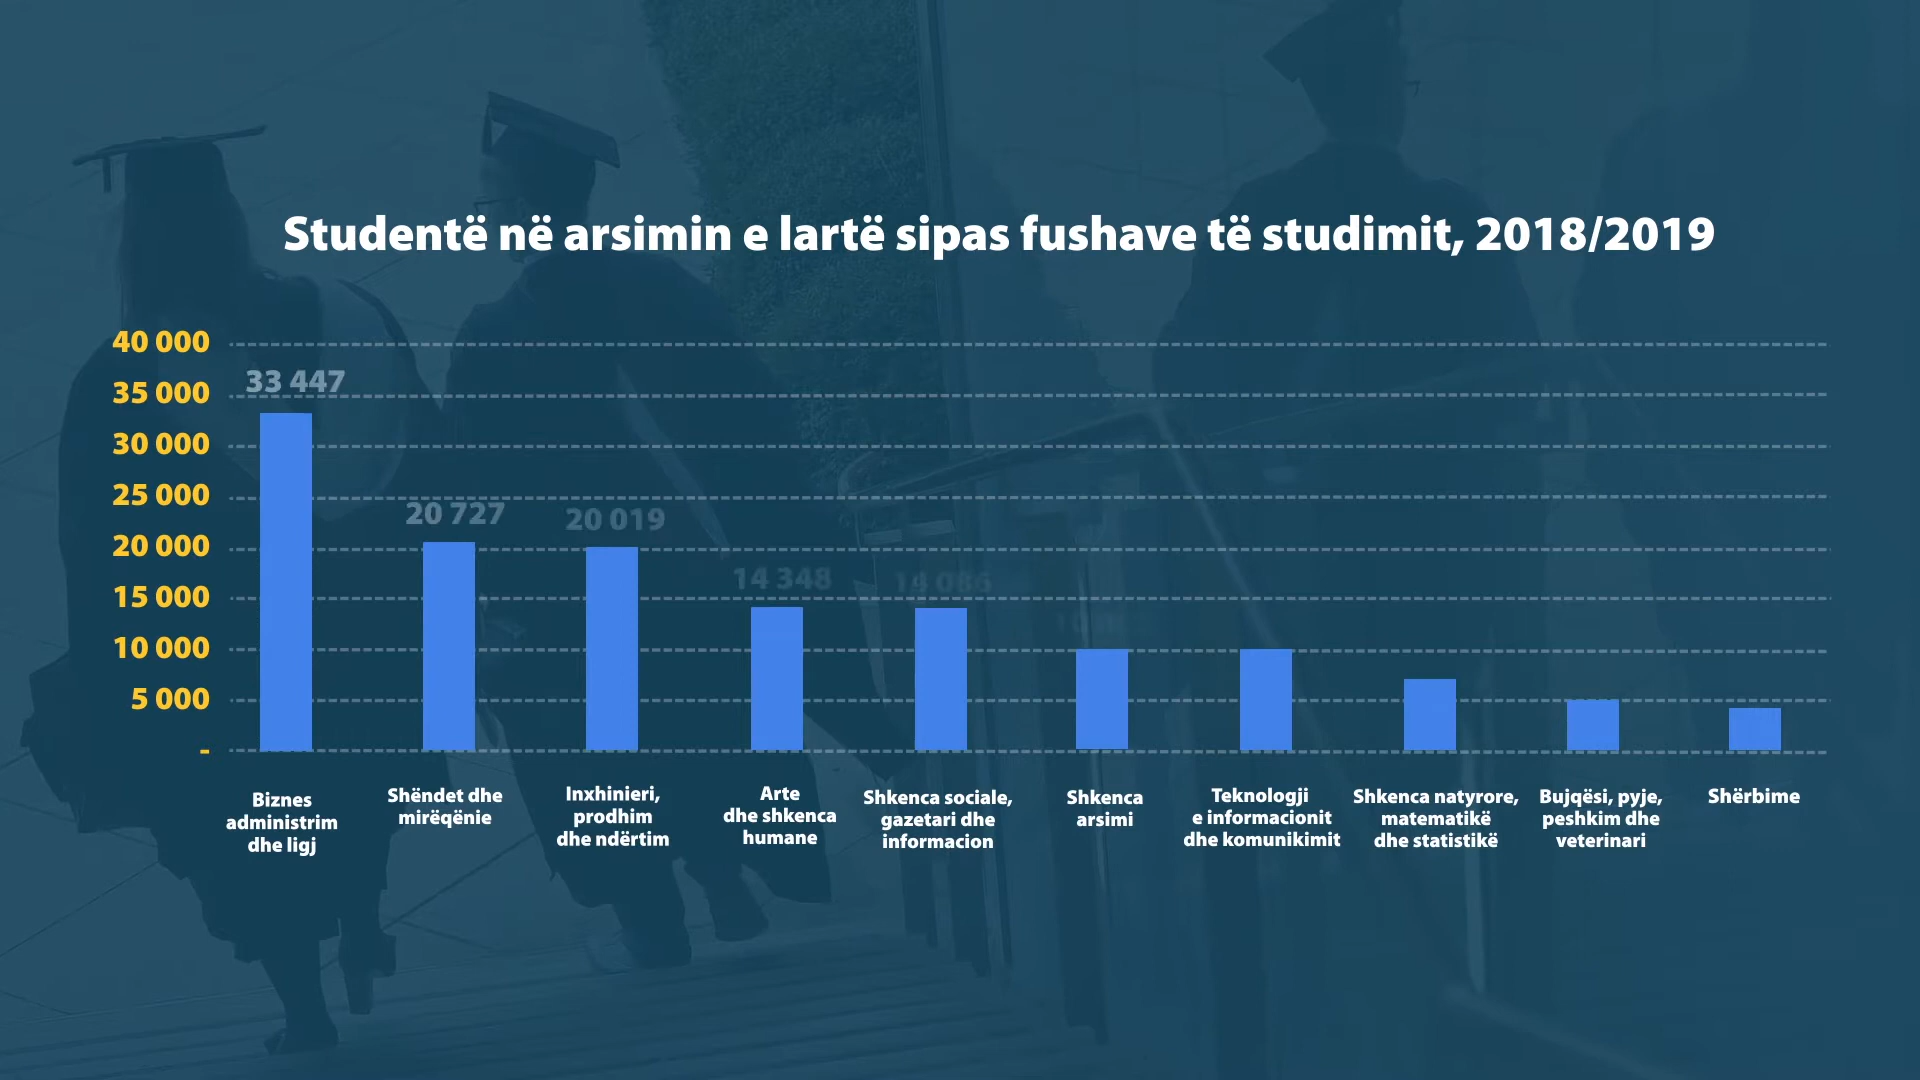 Studentë në arsimin e lartë sipas fushave të studimit, 2018/2019
40 000
35 000
30 000
25 000
20 000
15 000
10 000
5 000
-
33 447
20 727
20 019
14 348
14 086
Biznes
administrim
dhe ligj
Shëndet dhe
mirëqënie
Inxhinieri,
prodhim
dhe ndërtim
Arte
dhe shkenca
humane
Shkenca sociale,
gazetari dhe
informacion
Shkenca
arsimi
Teknologji
e informacionit
dhe komunikimit
Shkenca natyrore,
matematikë
dhe statistikë
Bujqësi, pyje,
peshkim dhe
veterinari
Shërbime